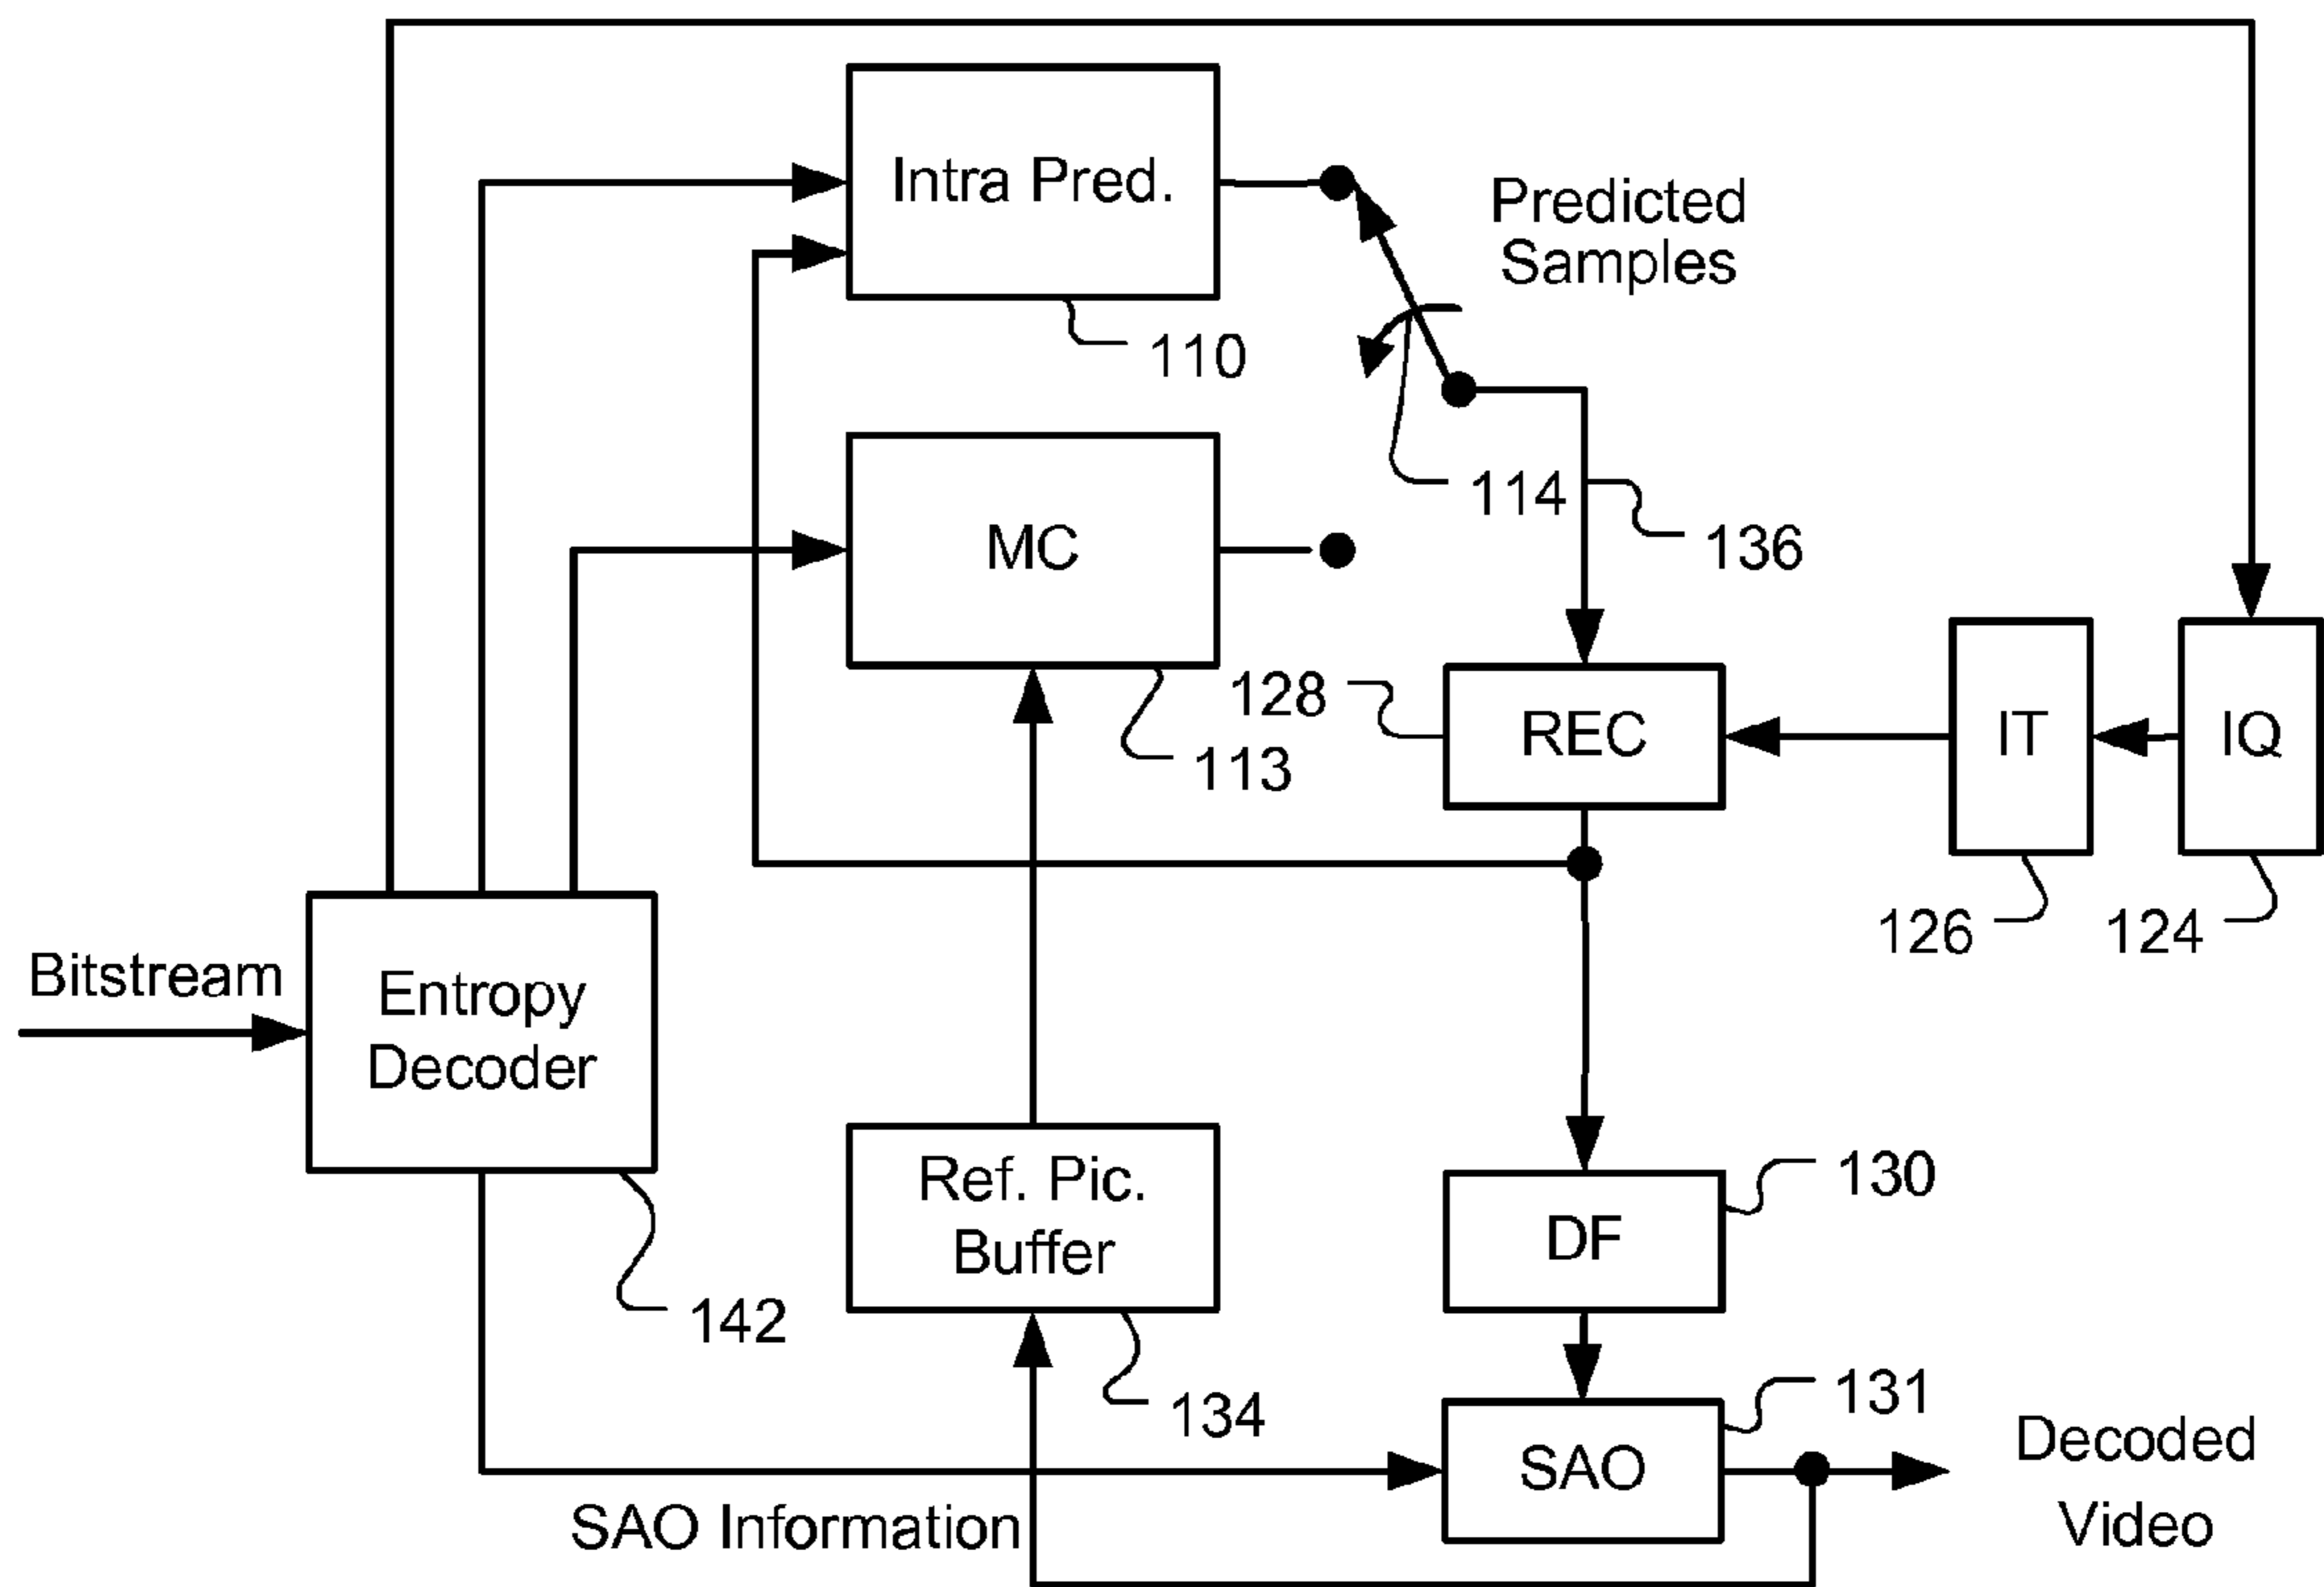 Intra Pred.
Predicted
Samples
110
114
MC
136
128
REC
IT
IQ
113
126
124
Bitstream
Entropy
Decoder
Ref. Pic.
Buffer
130
DF
142
134
131
SAO
Decoded
Video
SAO Information